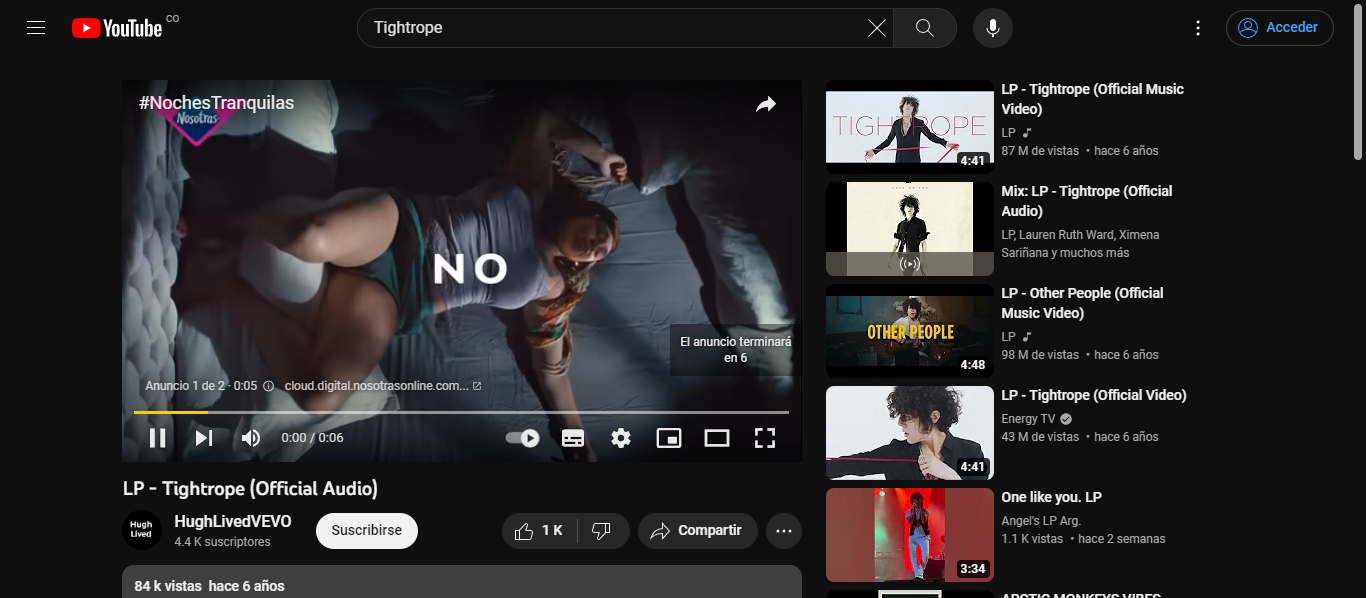 YouTube CO
Tightrope
Acceder
#NochesTranquilas
Nosotras
NO
El anuncio terminará
en 6
Anuncio 1 de 2 · 0:05
cloud.digital.nosotrasonline.com...
0:00 / 0:06
LP - Tightrope (Official Audio)
Hugh
Lived
HughLivedVEVO
4.4 K suscriptores
Suscribirse
1 K
Compartir
84 k vistas hace 6 años
TIGHTROPE
4:41
LP - Tightrope (Official Music
Video)
LP
87 M de vistas • hace 6 años
Mix: LP - Tightrope (Official
Audio)
LP, Lauren Ruth Ward, Ximena
Sariñana y muchos más
OTHER PEOPLE
4:48
LP - Other People (Official
Music Video)
LP
98 M de vistas • hace 6 años
4:41
LP - Tightrope (Official Video)
Energy TV
43 M de vistas • hace 6 años
3:34
One like you. LP
Angel's LP Arg.
1.1 K vistas • hace 2 semanas
ARCTIC MONKEYS VIBES